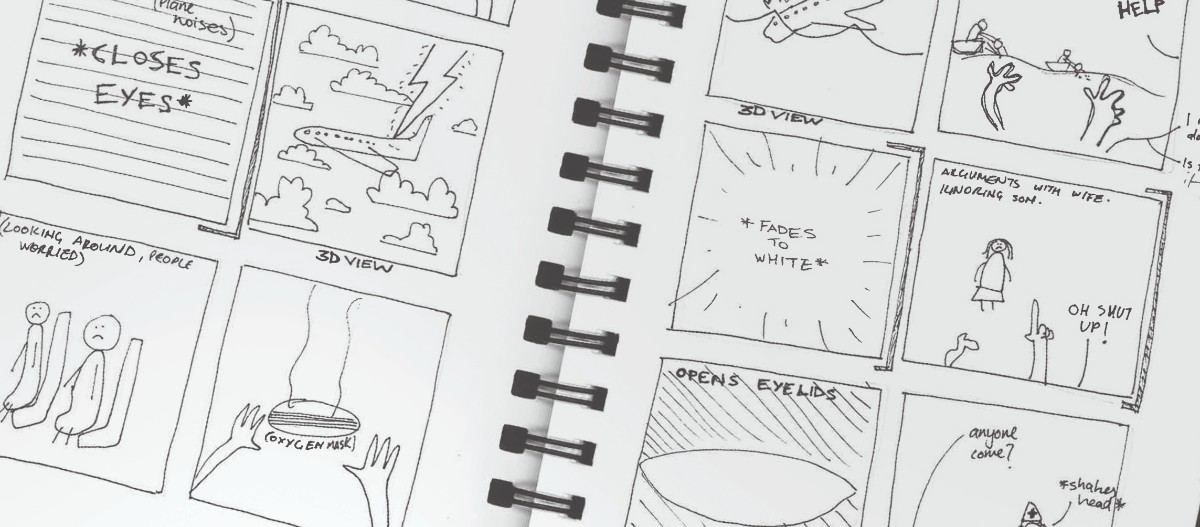 (Plane
noises)
*CLOSES
EYES*
3D VIEW
(LOOKING AROUND, PEOPLE
WORRIED)
(OXYGEN MASK)
3D VIEW
HELP
*FADES
TO
WHITE*
ARGUMENTS WITH WIFE.
IGNORING SON.
OH SHUT
UP!
OPENS EYELIDS
anyone
come?
*shakes
head*